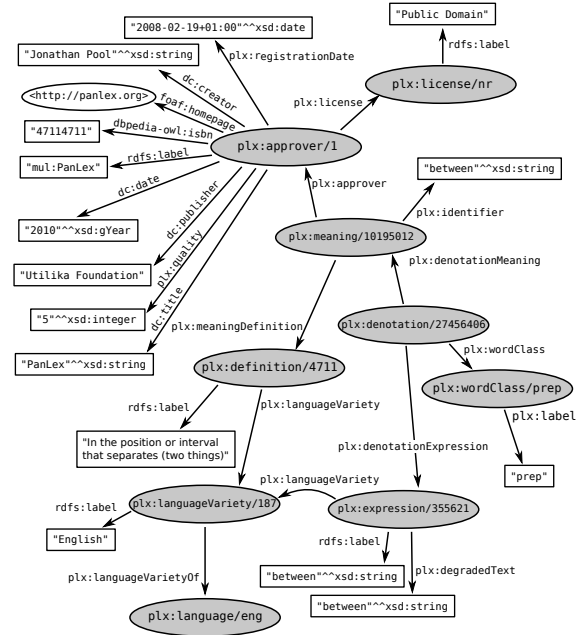 "2008-02-19+01:00"^^xsd:date
"Public Domain"
"Jonathan Pool"^^xsd:string
plx:registrationDate
rdfs:label
dc:creator
plx:license/nr
<http://panlex.org>
foaf:homepage
plx:license
"47114711"
dbpedia-owl:isbn
plx:approver/1
"mul:PanLex"
rdfs:label
dc:date
plx:approver
"between"^^xsd:string
dc:publisher
plx:identifier
"2010"^^xsd:gYear
plx:meaning/10195012
plx:quality
plx:denotationMeaning
"Utilika Foundation"
dc:title
"5"^^xsd:integer
plx:meaningDefinition
plx:denotation/27456406
plx:wordClass
"PanLex"^^xsd:string
plx:definition/4711
plx:wordClass/prep
rdfs:label
plx:languageVariety
plx:label
"In the position or interval
that separates (two things)"
plx:denotationExpression
plx:languageVariety
"prep"
plx:languageVariety/187
rdfs:label
plx:expression/355621
"English"
rdfs:label
plx:languageVarietyOf
"between"^^xsd:string
plx:degradedText
"between"^^xsd:string
plx:language/eng